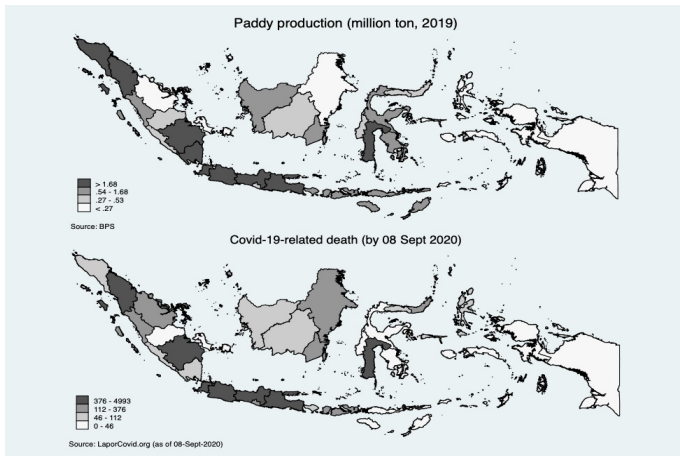 Paddy production (million ton, 2019)
> 1.68
.54 - 1.68
.27 - .53
< .27
Source: BPS
Covid-19-related death (by 08 Sept 2020)
376 - 4993
112 - 376
46 - 112
0 - 46
Source: LaporCovid.org (as of 08-Sept-2020)